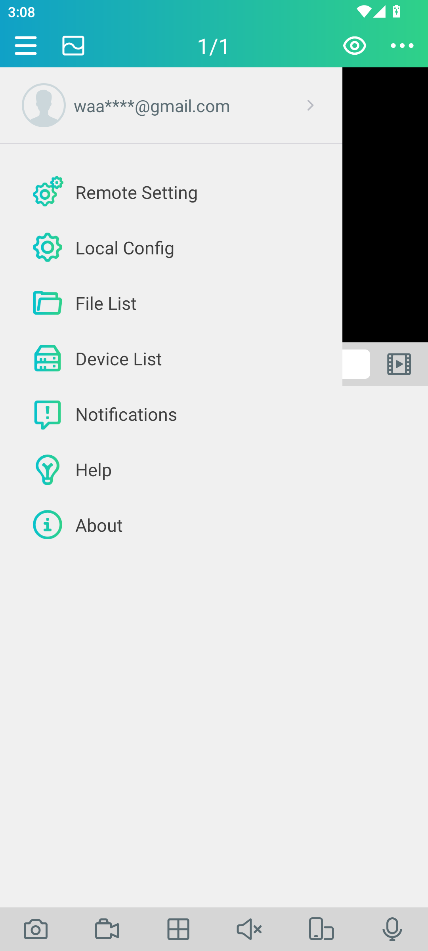 3:08
1/1
waa****@gmail.com
Remote Setting
Local Config
File List
Device List
Notifications
Help
About